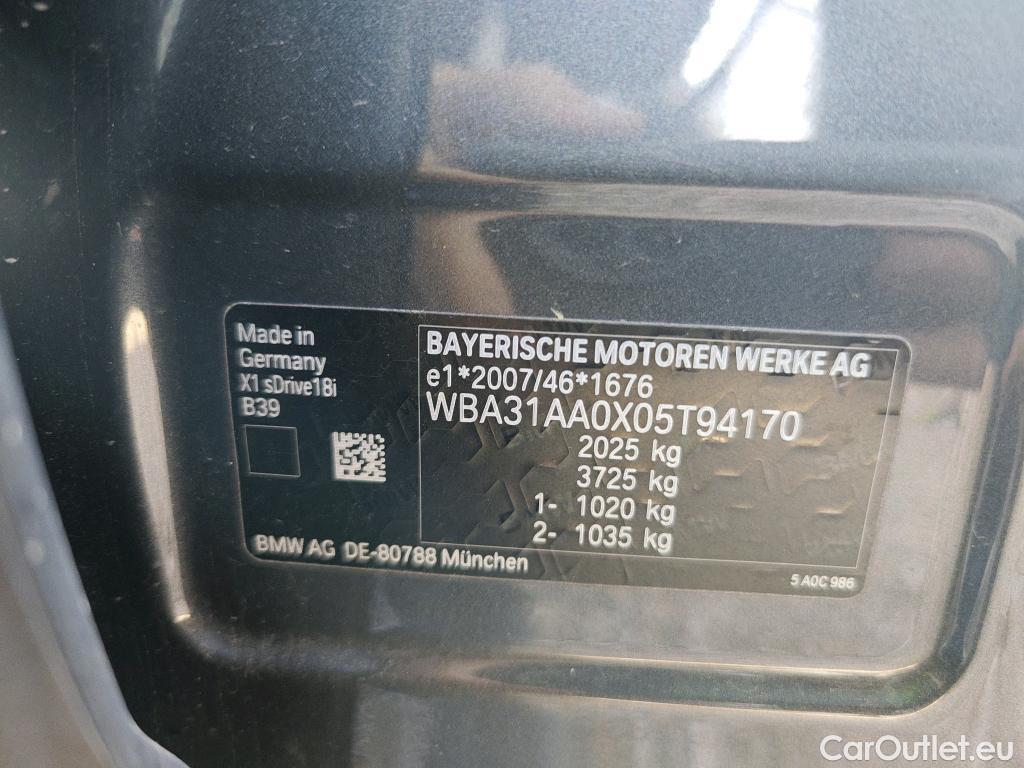 Made in
Germany
X1 sDrive18i
B39
BAYERISCHE MOTOREN WERKE AG
e1*2007/46*1676
WBA31AA0X05T94170
2025 kg
3725 kg
1- 1020 kg
2- 1035 kg
BMW AG DE-80788 München
5 A0C 986
CarOutlet.eu